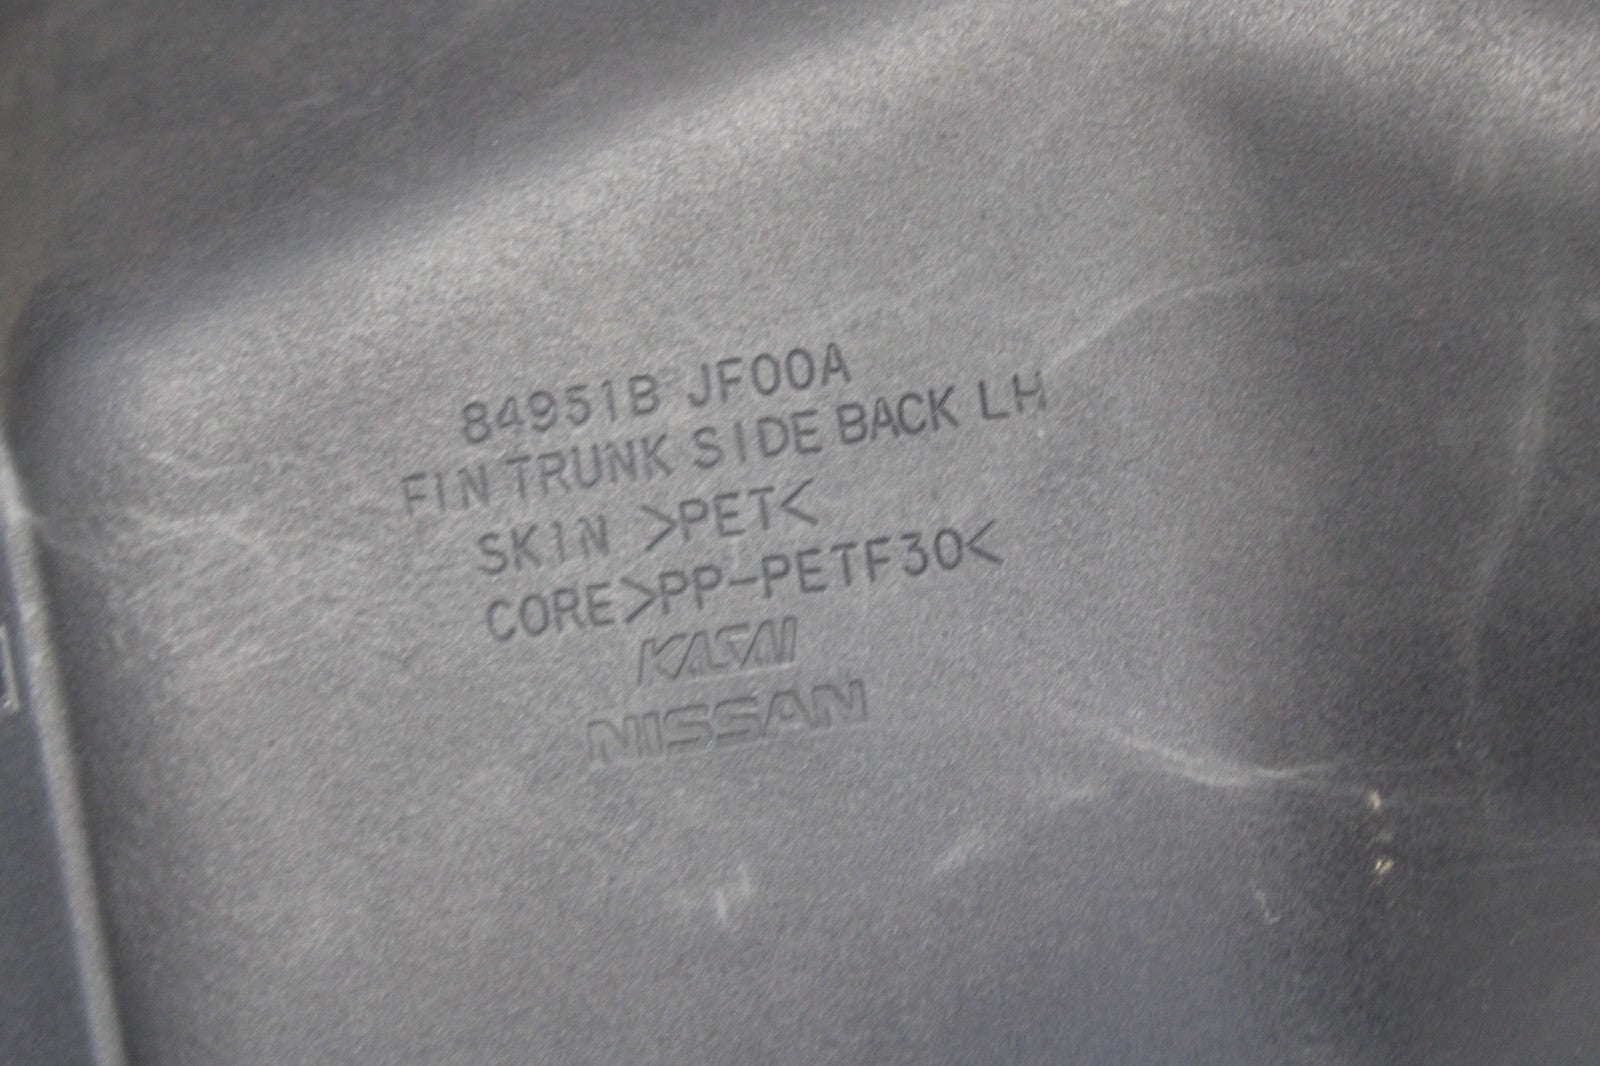 84951B JF00A
FIN TRUNK SIDE BACK LH
SKIN >PET<
CORE>PP-PETF30<
KASAI
NISSAN